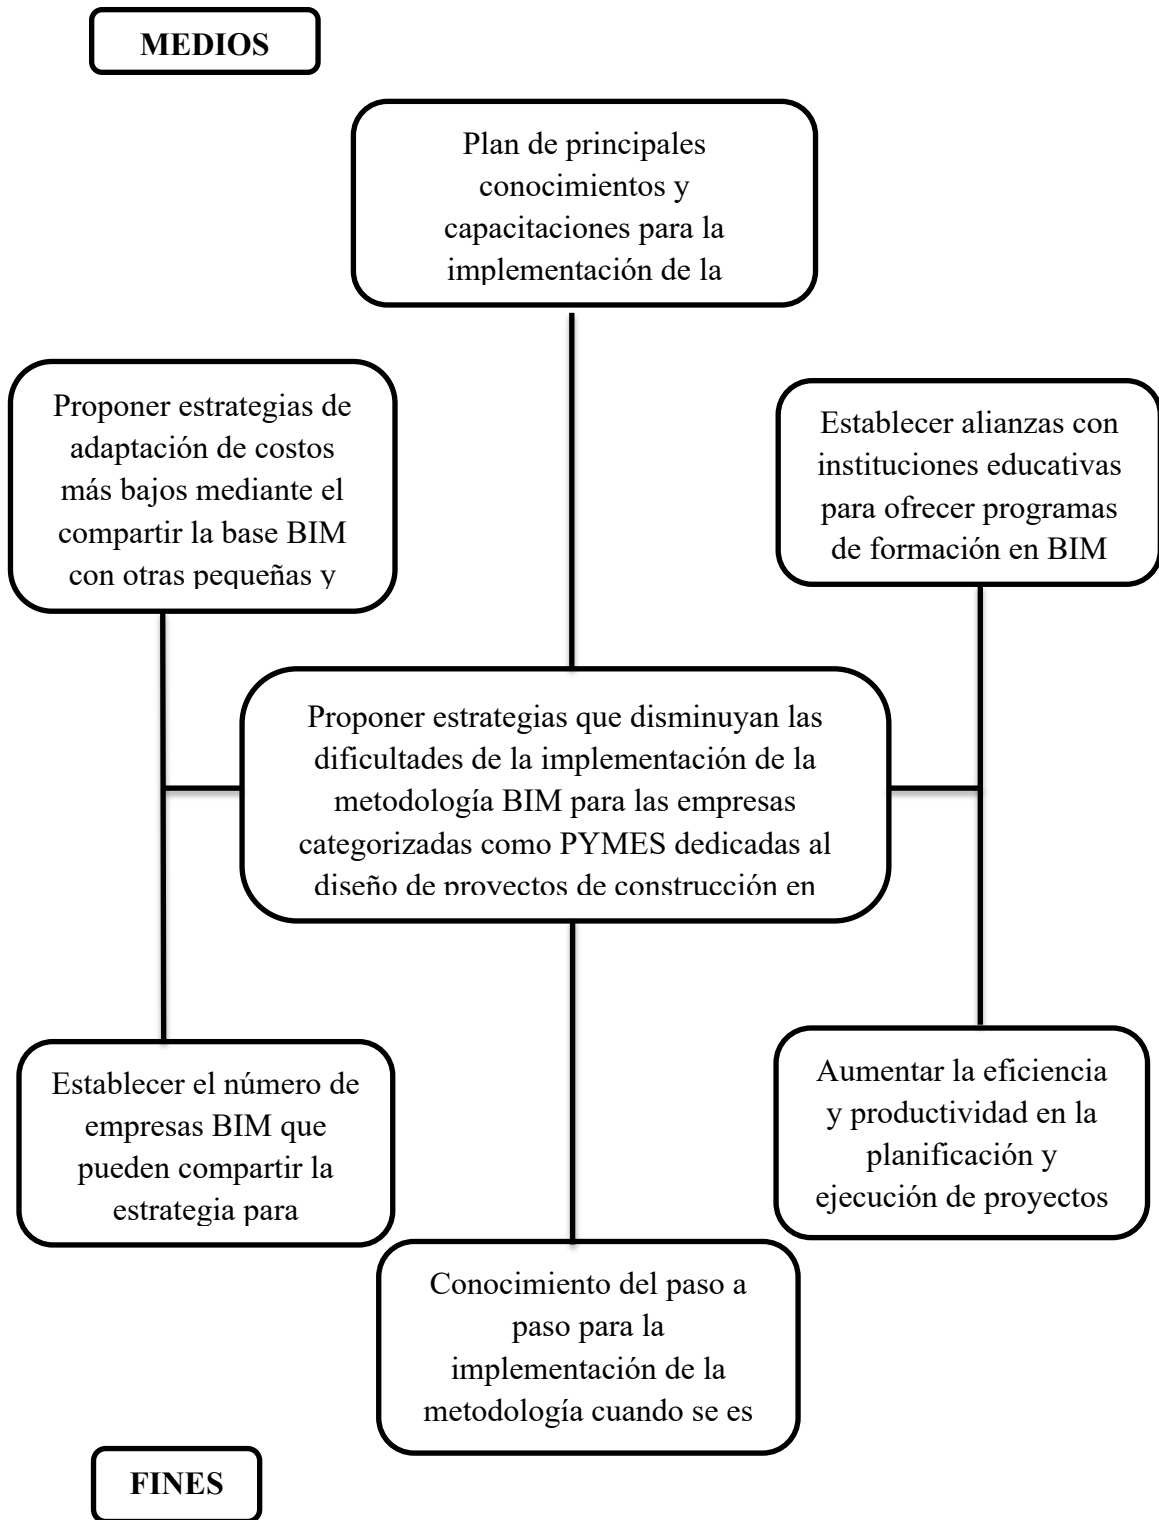 MEDIOS
Plan de principales
conocimientos y
capacitaciones para la
implementación de la
Proponer estrategias de
adaptación de costos
más bajos mediante el
compartir la base BIM
con otras pequeñas y
Establecer alianzas con
instituciones educativas
para ofrecer programas
de formación en BIM
Proponer estrategias que disminuyan las
dificultades de la implementación de la
metodología BIM para las empresas
categorizadas como PYMES dedicadas al
diseño de proyectos de construcción en
Establecer el número de
empresas BIM que
pueden compartir la
estrategia para
Aumentar la eficiencia
y productividad en la
planificación y
ejecución de proyectos
Conocimiento del paso a
paso para la
implementación de la
metodología cuando se es
FINES